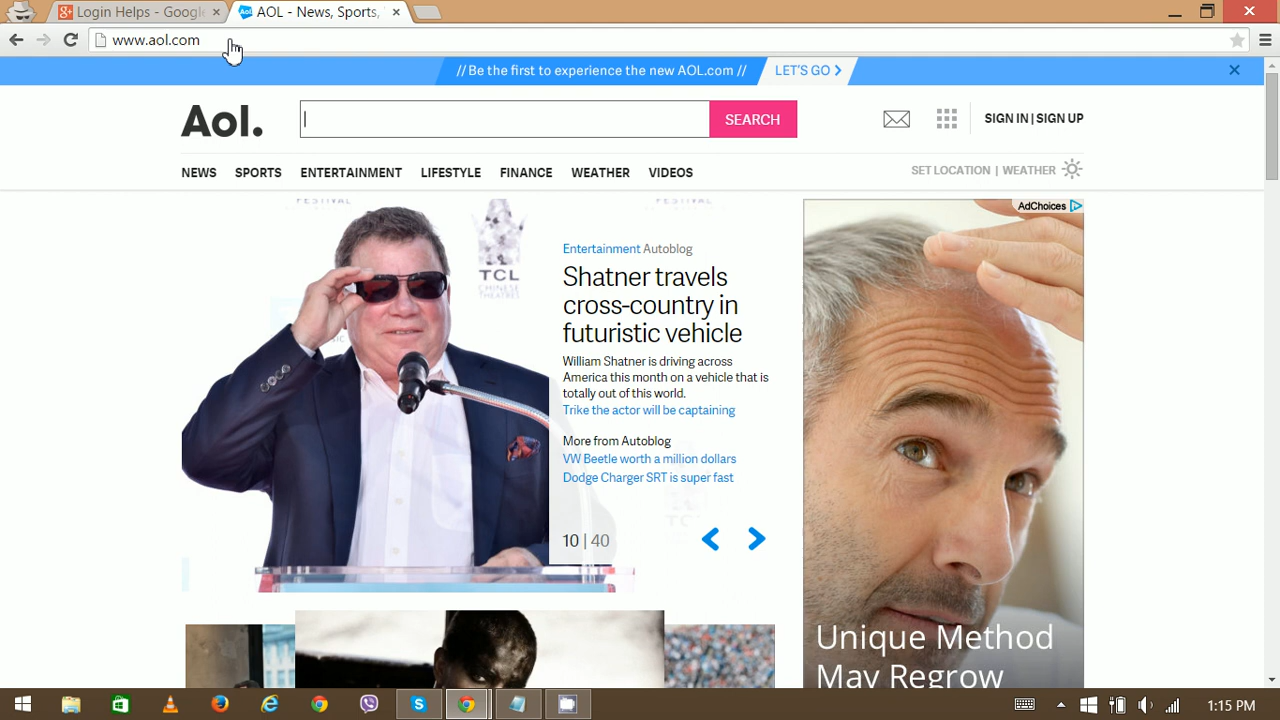 Login Helps - Google
AOL - News, Sports,
www.aol.com
// Be the first to experience the new AOL.com //
LET'S GO
Aol.
SEARCH
SIGN IN | SIGN UP
NEWS SPORTS ENTERTAINMENT LIFESTYLE FINANCE WEATHER VIDEOS
SET LOCATION | WEATHER
FESTIVAL
TCL
CHINESE
THEATRES
Entertainment Autoblog
Shatner travels
cross-country in
futuristic vehicle
William Shatner is driving across
America this month on a vehicle that is
totally out of this world.
Trike the actor will be captaining
More from Autoblog
VW Beetle worth a million dollars
Dodge Charger SRT is super fast
10 | 40
AdChoices
Unique Method
May Regrow
1:15 PM